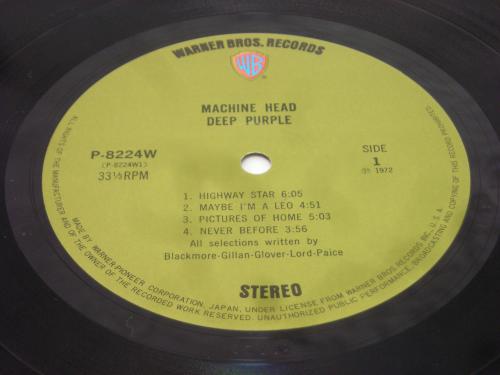 WARNER BROS. RECORDS
WB
MACHINE HEAD
DEEP PURPLE
P-8224W
(P-8224W1)
33⅓RPM
SIDE
1
Ⓟ 1972
1. HIGHWAY STAR 6:05
2. MAYBE I'M A LEO 4:51
3. PICTURES OF HOME 5:03
4. NEVER BEFORE 3:56
All selections written by
Blackmore-Gillan-Glover-Lord-Paice
STEREO
MADE BY WARNER-PIONEER CORPORATION, JAPAN, UNDER LICENSE FROM WARNER BROS. RECORDS INC., U.S.A.
ALL RIGHTS OF THE MANUFACTURER AND OF THE OWNER OF THE RECORDED WORK RESERVED. UNAUTHORIZED PUBLIC PERFORMANCE, BROADCASTING AND COPYING OF THIS RECORD PROHIBITED.